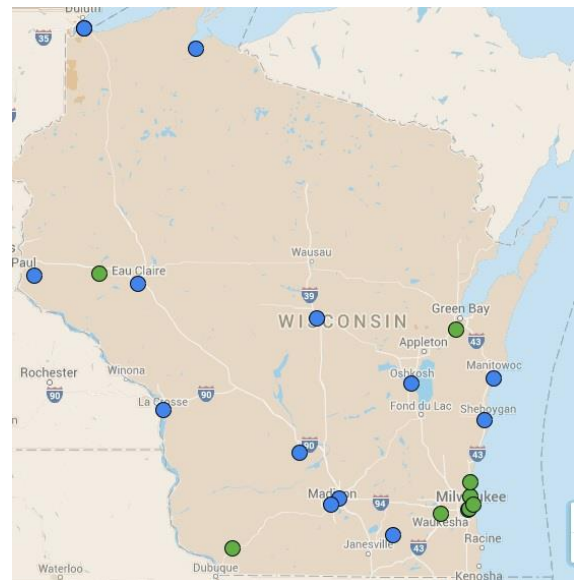 Duluth
35
94
Paul
Eau Claire
Wausau
39
WISCONSIN
Green Bay
Appleton
43
Rochester
Winona
Oshkosh
Manitowoc
90
La Crosse
90
Fond du Lac
Sheboygan
90
43
Madison
94
Milwaukee
Waukesha
Janesville
43
Racine
Waterloo
Dubuque
Kenosha